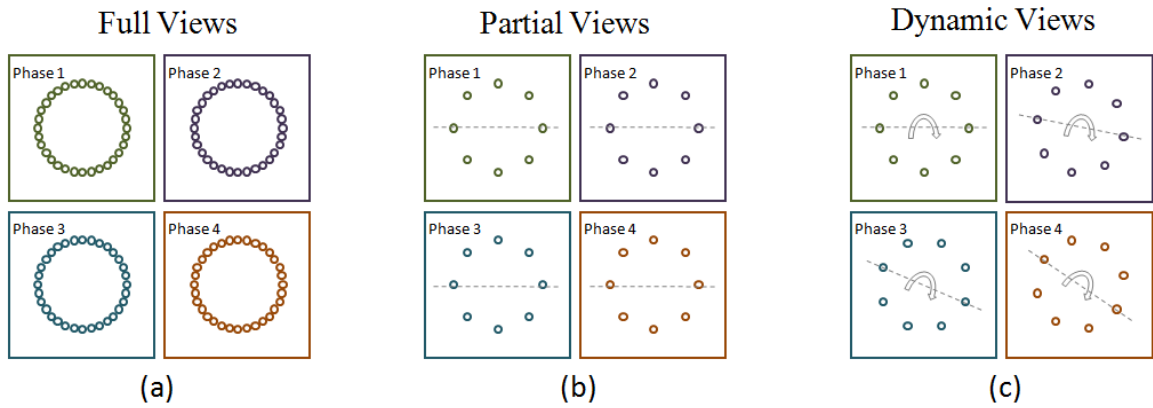 Full Views
Partial Views
Dynamic Views
Phase 1
Phase 2
Phase 1
Phase 2
Phase 1
Phase 2
Phase 3
Phase 4
Phase 3
Phase 4
Phase 3
Phase 4
(a)
(b)
(c)